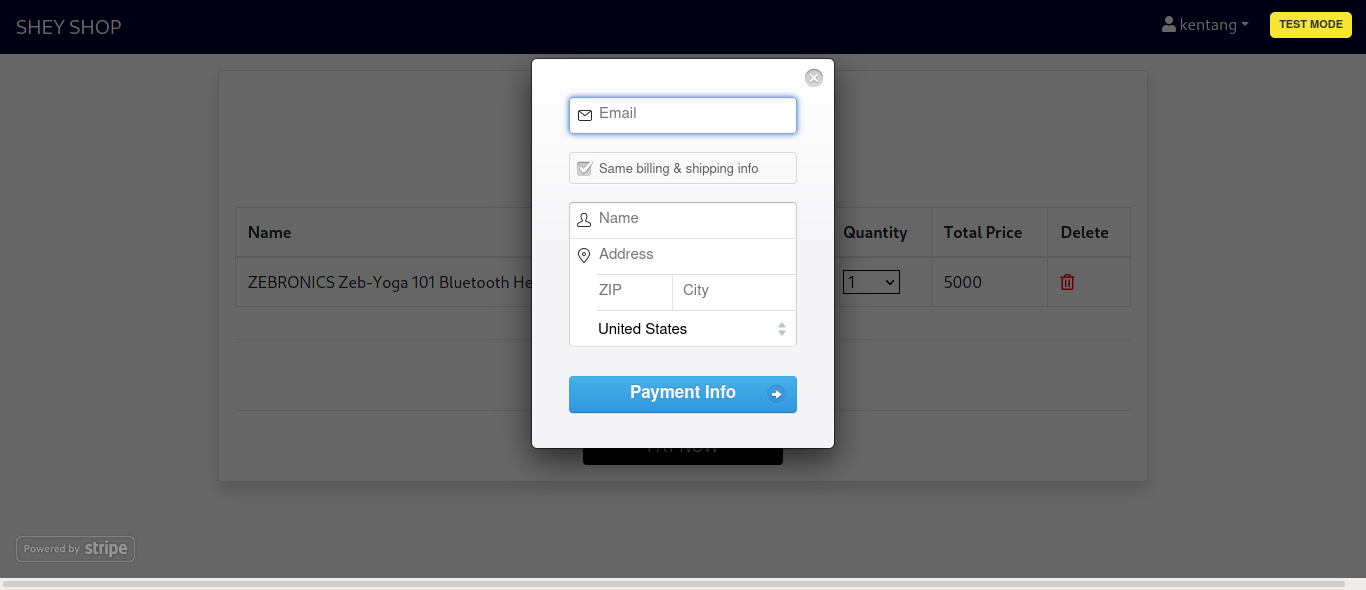 SHEY SHOP
kentang
TEST MODE
Email
Same billing & shipping info
Name
Address
ZIP City
United States
Payment Info
Name Quantity Total Price Delete
ZEBRONICS Zeb-Yoga 101 Bluetooth He 1 5000
PAY NOW
Powered by stripe